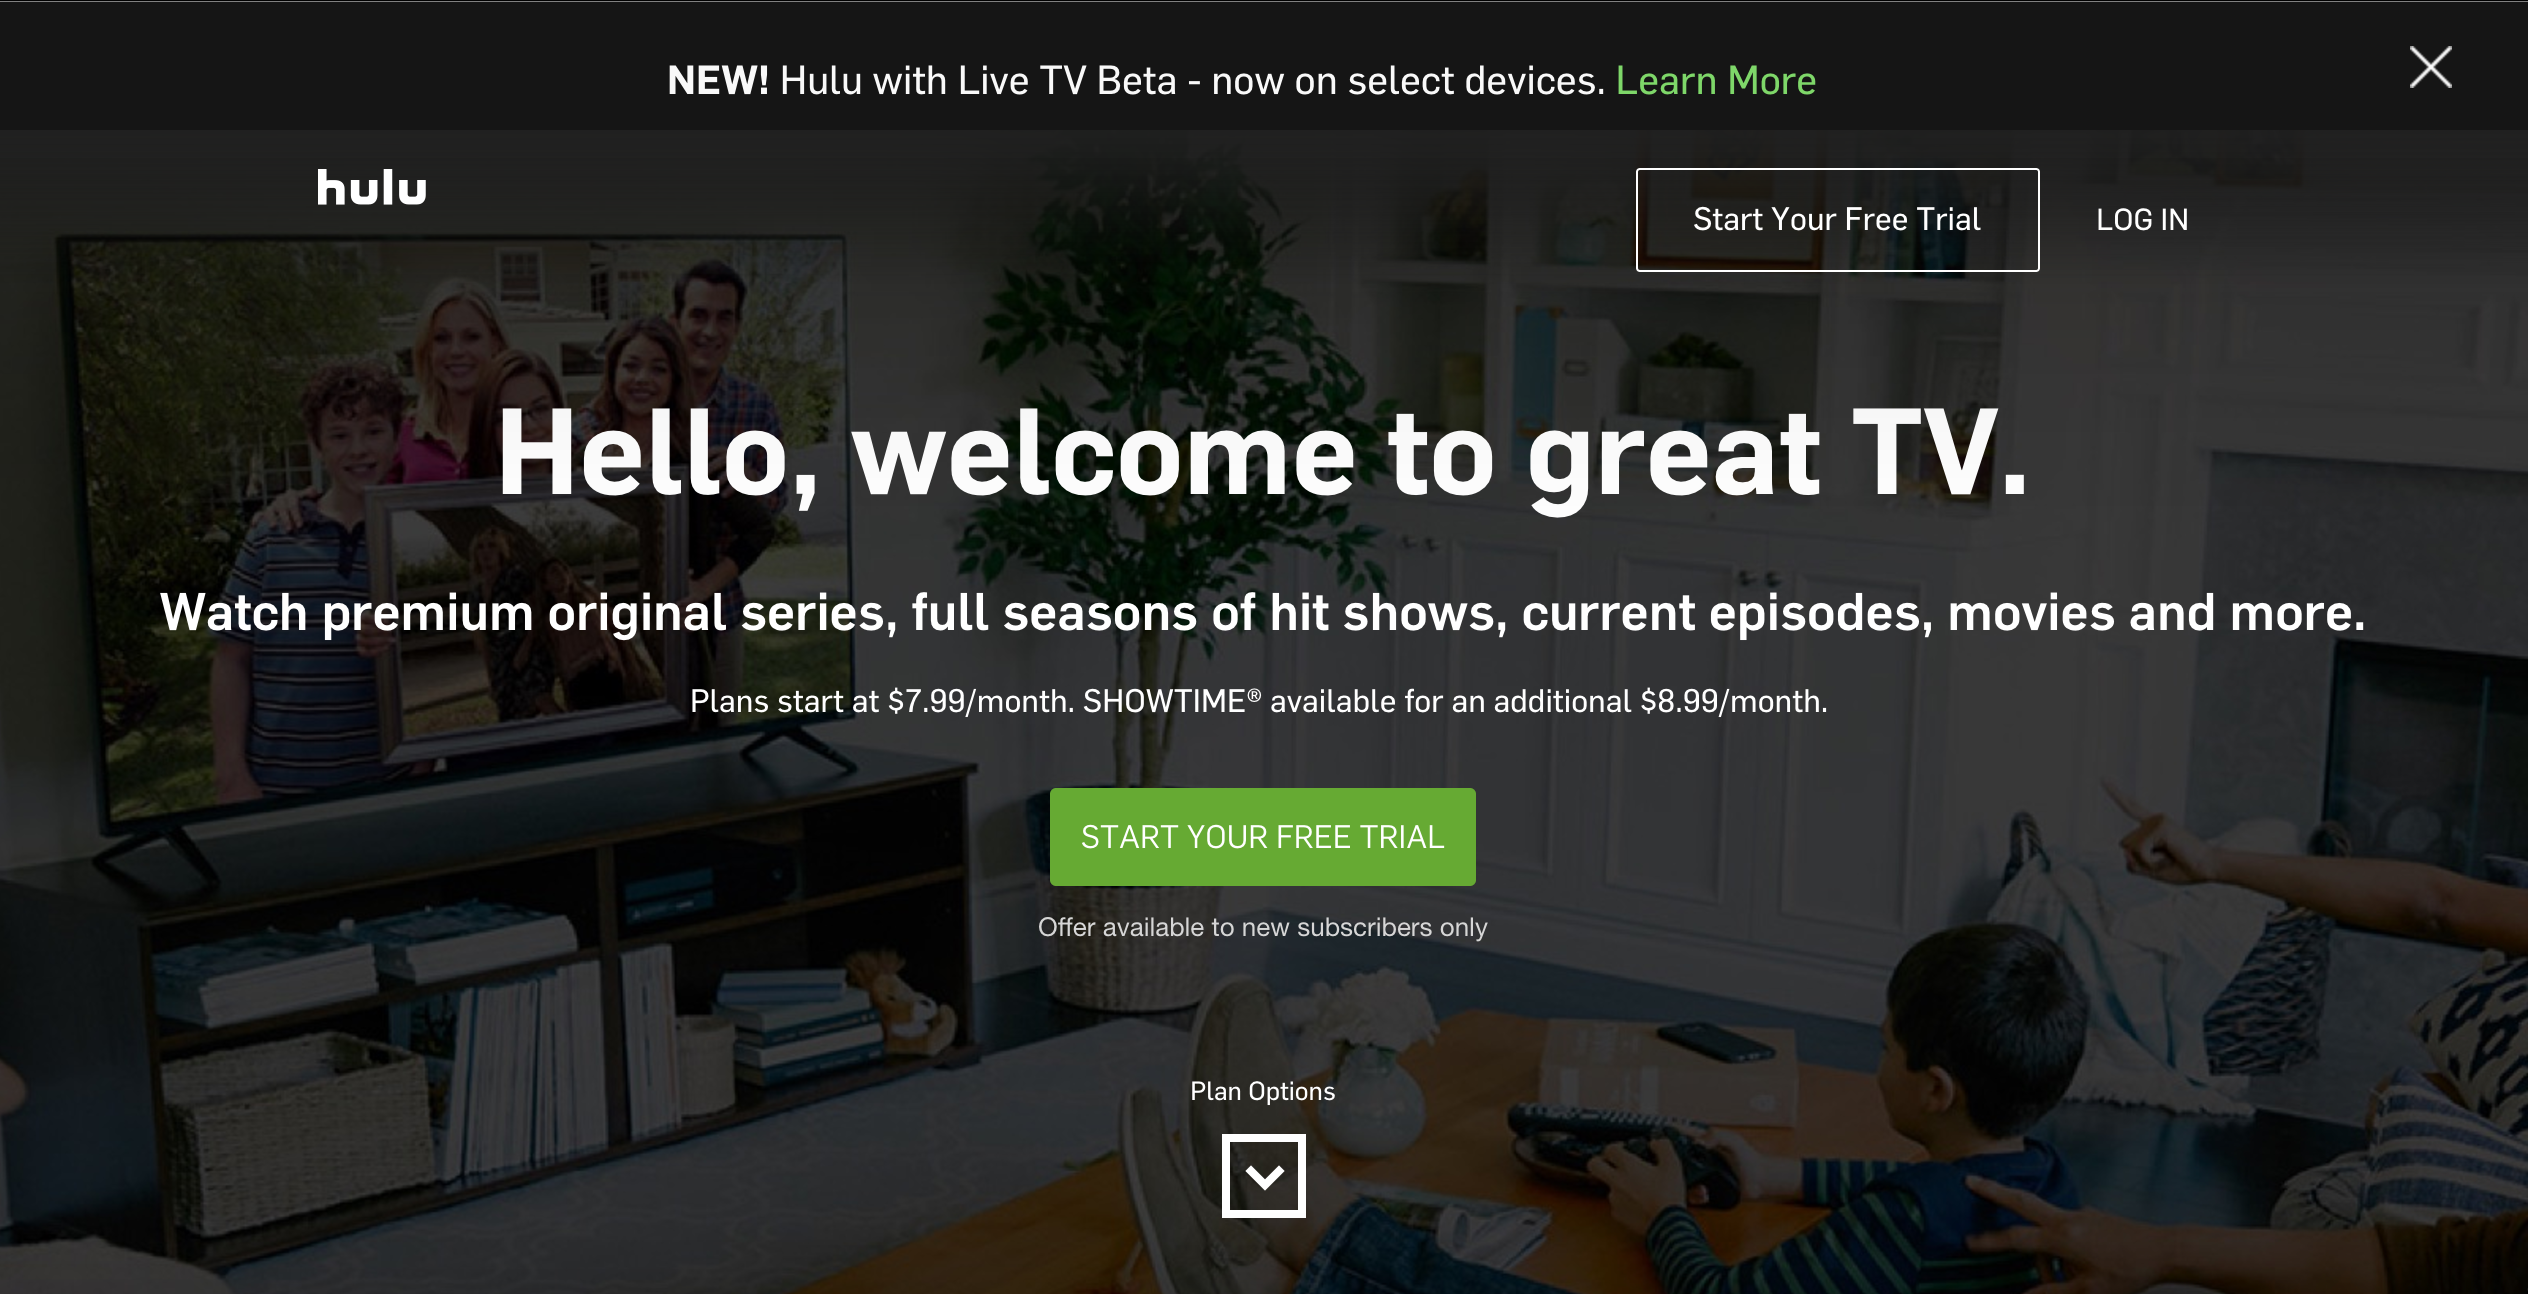 NEW! Hulu with Live TV Beta - now on select devices. Learn More
hulu
Start Your Free Trial
LOG IN
Hello, welcome to great TV.
Watch premium original series, full seasons of hit shows, current episodes, movies and more.
Plans start at $7.99/month. SHOWTIME® available for an additional $8.99/month.
START YOUR FREE TRIAL
Offer available to new subscribers only
Plan Options